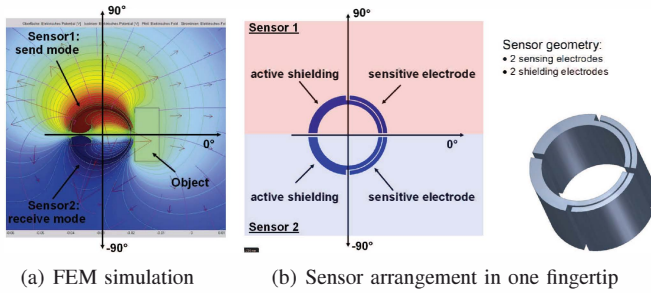 90°
Sensor1:
send mode
0°
Object
Sensor2:
receive mode
-90°
(a) FEM simulation
90°
Sensor 1
active shielding
sensitive electrode
0°
active shielding
sensitive electrode
Sensor 2
-90°
Sensor geometry:
• 2 sensing electrodes
• 2 shielding electrodes
(b) Sensor arrangement in one fingertip